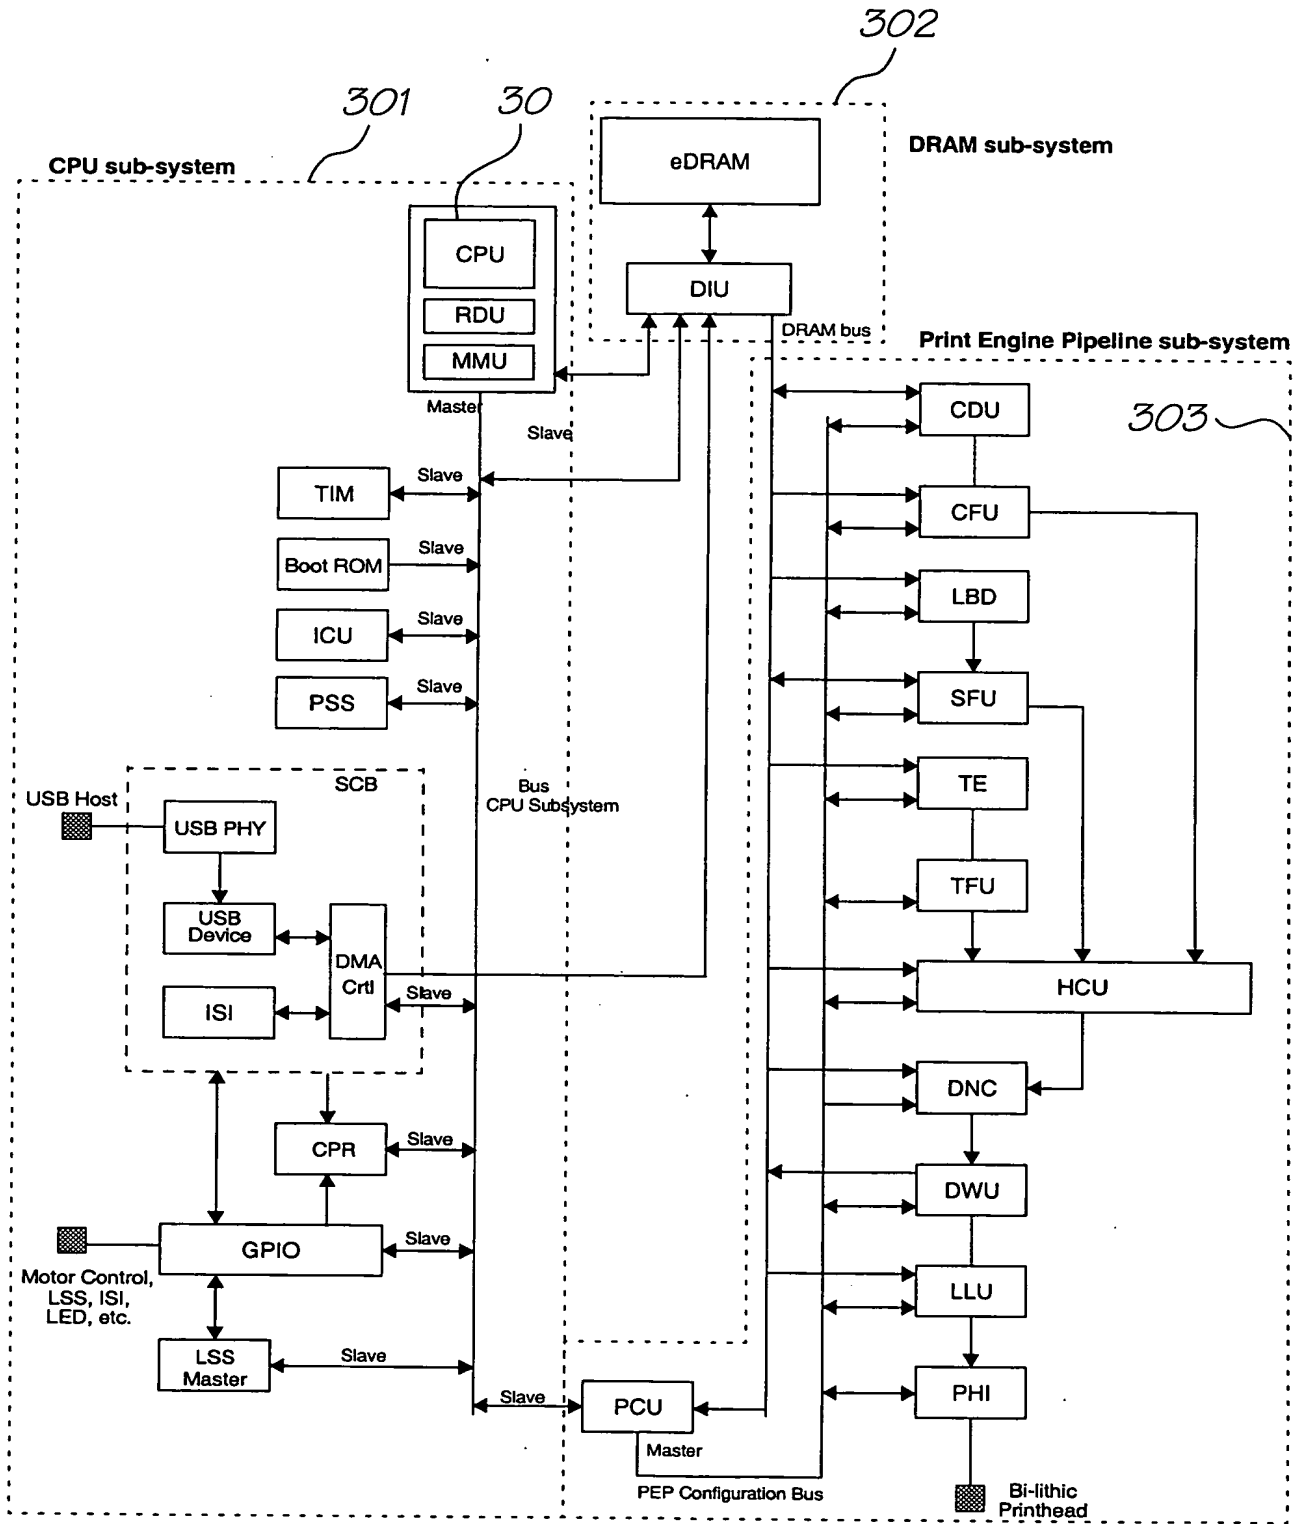 302
301
30
CPU sub-system
eDRAM
DRAM sub-system
CPU
DIU
RDU
DRAM bus
Print Engine Pipeline sub-system
MMU
Master
CDU
303
Slave
TIM
Slave
CFU
Boot ROM
Slave
LBD
ICU
Slave
PSS
Slave
SFU
SCB
Bus
CPU Subsystem
TE
USB Host
USB PHY
TFU
USB
Device
DMA
Crtl
ISI
Slave
HCU
DNC
CPR
Slave
DWU
GPIO
Slave
Motor Control,
LSS, ISI,
LED, etc.
LLU
LSS
Master
Slave
Slave
PCU
PHI
Master
PEP Configuration Bus
Bi-lithic
Printhead